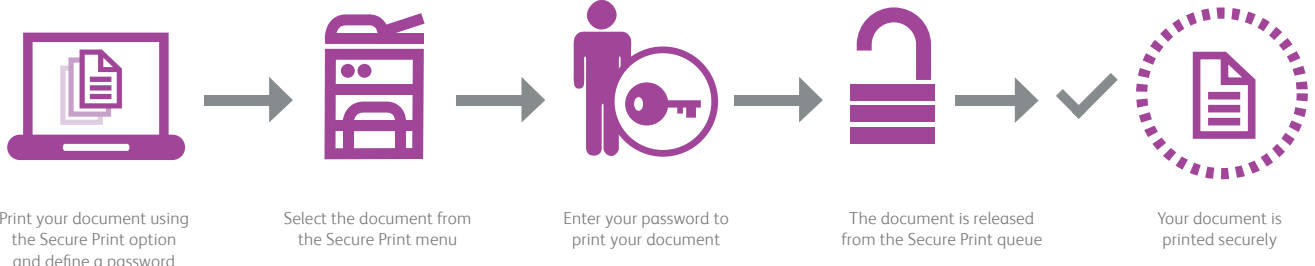 Print your document using
the Secure Print option
and define a password
Select the document from
the Secure Print menu
Enter your password to
print your document
The document is released
from the Secure Print queue
Your document is
printed securely